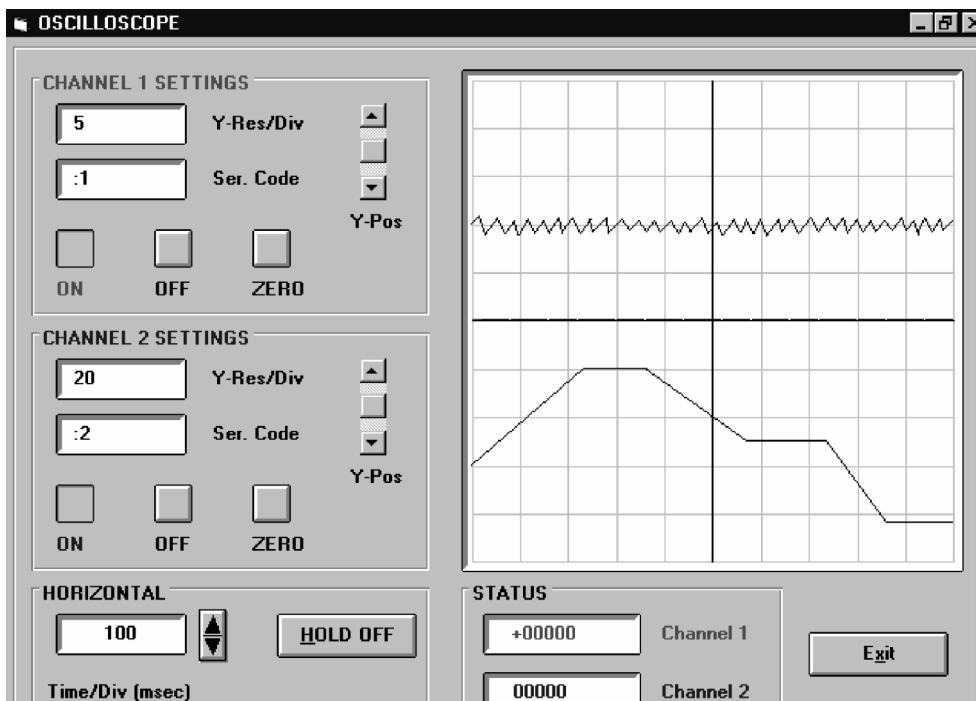 OSCILLOSCOPE
CHANNEL 1 SETTINGS
5 Y-Res/Div
:1 Ser. Code
Y-Pos
ON OFF ZERO
CHANNEL 2 SETTINGS
20 Y-Res/Div
:2 Ser. Code
Y-Pos
ON OFF ZERO
HORIZONTAL
100 HOLD OFF
Time/Div (msec)
STATUS
+00000 Channel 1
00000 Channel 2
Exit